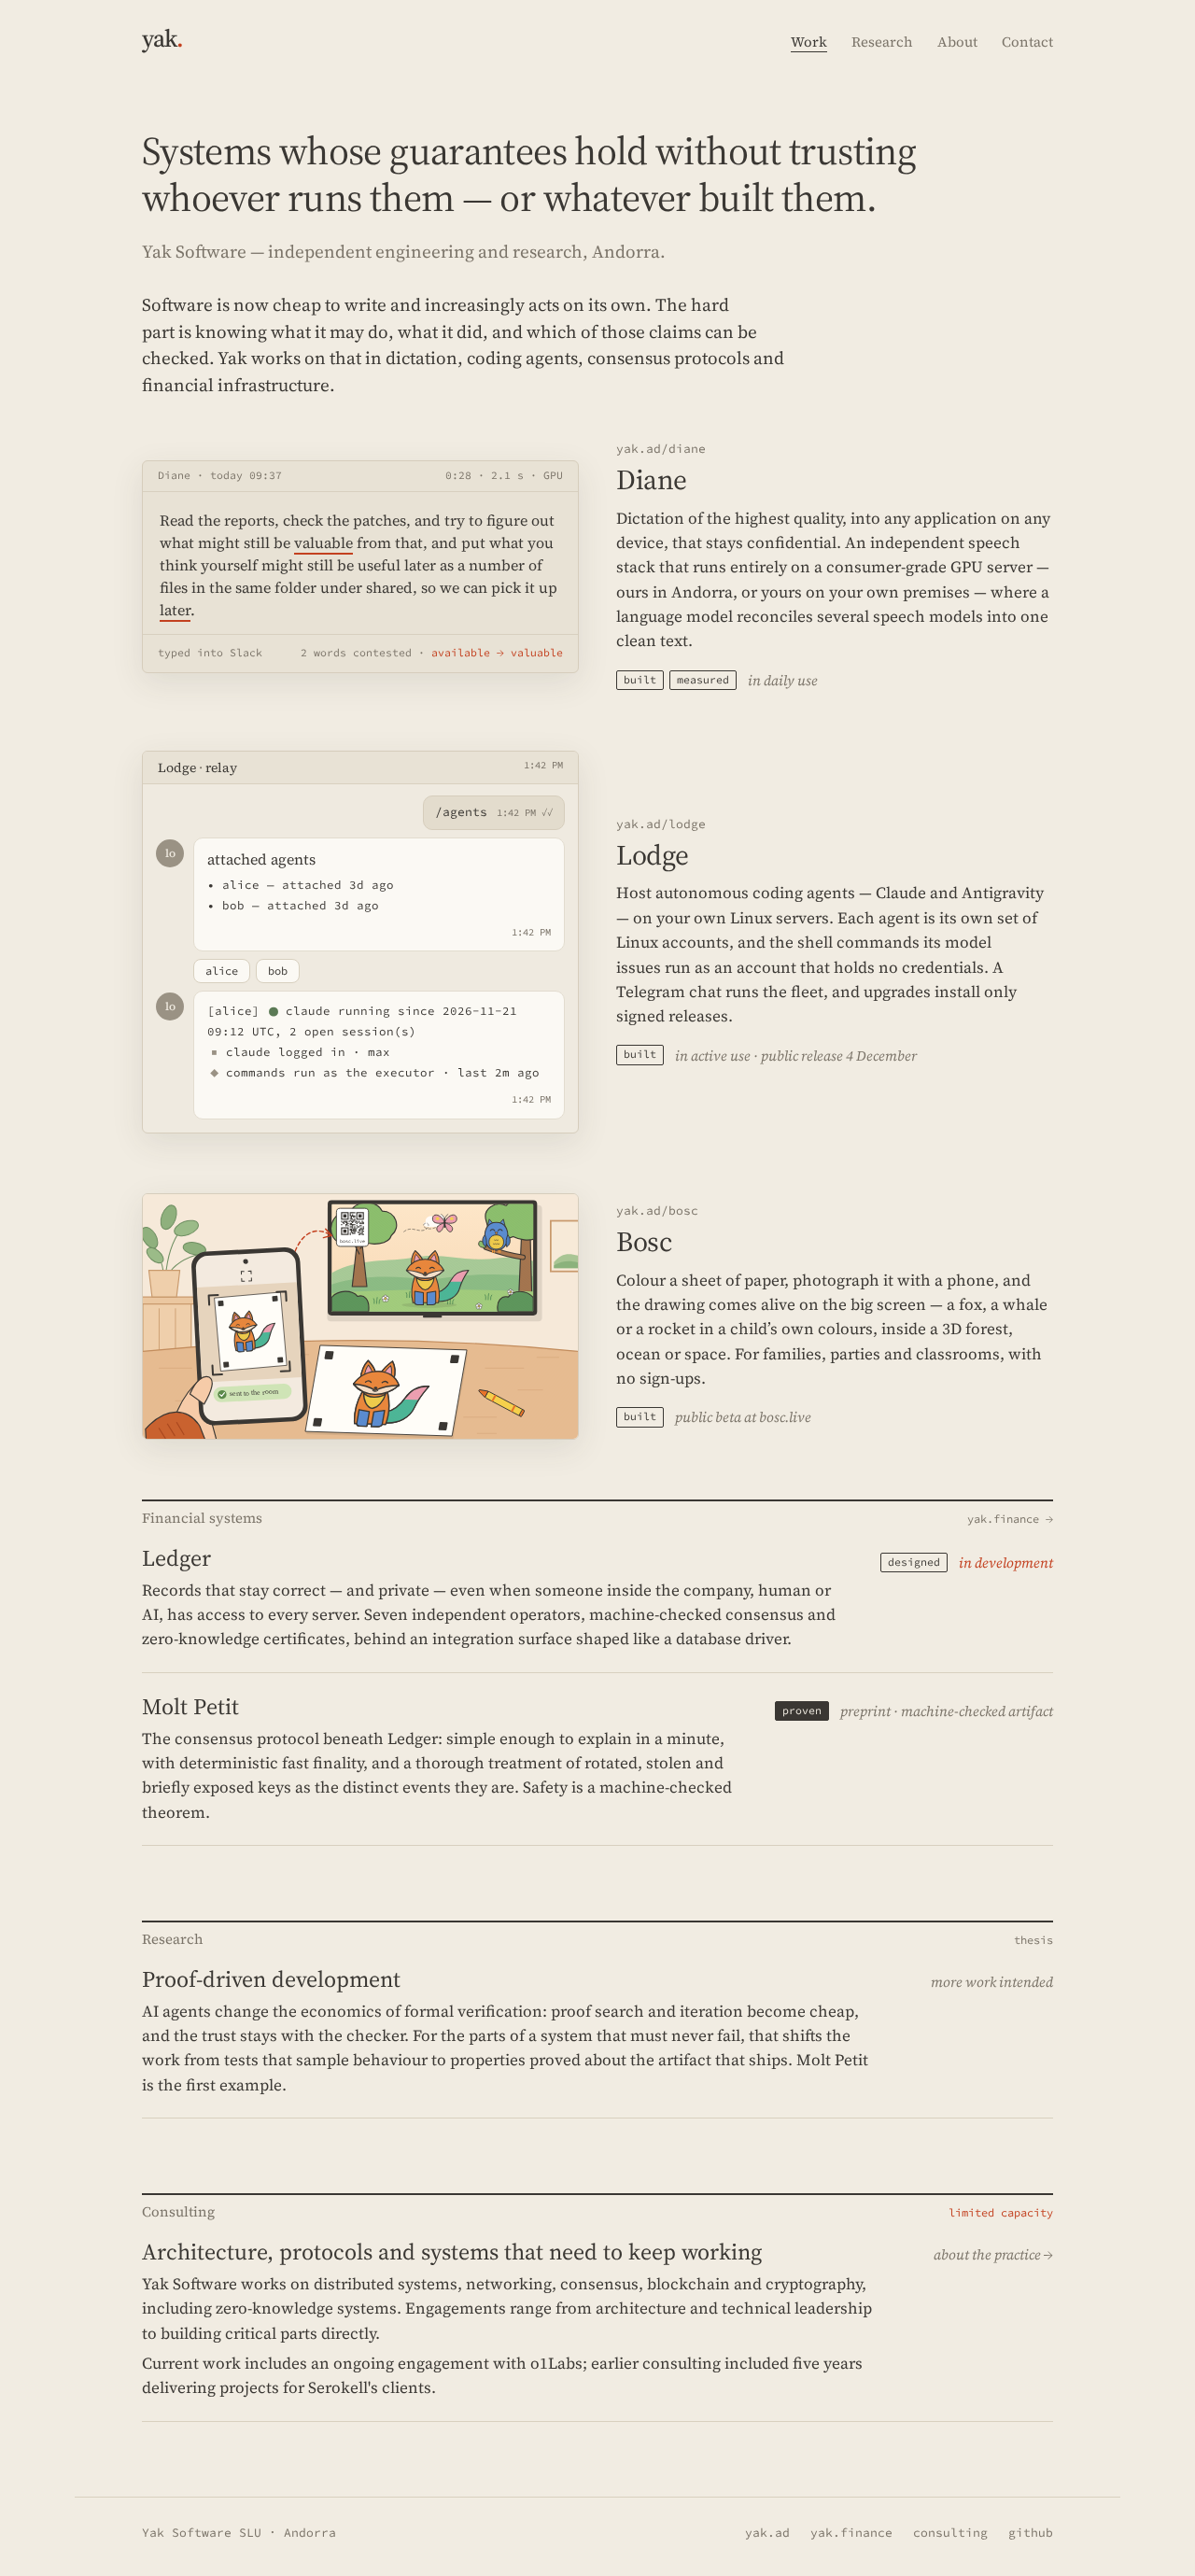 yak.
Work Research About Contact
Systems whose guarantees hold without trusting
whoever runs them — or whatever built them.
Yak Software — independent engineering and research, Andorra.
Software is now cheap to write and increasingly acts on its own. The hard
part is knowing what it may do, what it did, and which of those claims can be
checked. Yak works on that in dictation, coding agents, consensus protocols and
financial infrastructure.
Diane · today 09:37
0:28 · 2.1 s · GPU
Read the reports, check the patches, and try to figure out
what might still be valuable from that, and put what you
think yourself might still be useful later as a number of
files in the same folder under shared, so we can pick it up
later.
typed into Slack
2 words contested · available → valuable
yak.ad/diane
Diane
Dictation of the highest quality, into any application on any
device, that stays confidential. An independent speech
stack that runs entirely on a consumer-grade GPU server —
ours in Andorra, or yours on your own premises — where a
language model reconciles several speech models into one
clean text.
built measured in daily use
Lodge · relay
1:42 PM
/agents 1:42 PM ✓✓
lo
attached agents
• alice — attached 3d ago
• bob — attached 3d ago
1:42 PM
alice bob
lo
[alice] ● claude running since 2026-11-21
09:12 UTC, 2 open session(s)
▪ claude logged in · max
◆ commands run as the executor · last 2m ago
1:42 PM
yak.ad/lodge
Lodge
Host autonomous coding agents — Claude and Antigravity
— on your own Linux servers. Each agent is its own set of
Linux accounts, and the shell commands its model
issues run as an account that holds no credentials. A
Telegram chat runs the fleet, and upgrades install only
signed releases.
built in active use · public release 4 December
bosc.live
sent to the room
yak.ad/bosc
Bosc
Colour a sheet of paper, photograph it with a phone, and
the drawing comes alive on the big screen — a fox, a whale
or a rocket in a child’s own colours, inside a 3D forest,
ocean or space. For families, parties and classrooms, with
no sign-ups.
built public beta at bosc.live
Financial systems
yak.finance →
Ledger
designed in development
Records that stay correct — and private — even when someone inside the company, human or
AI, has access to every server. Seven independent operators, machine-checked consensus and
zero-knowledge certificates, behind an integration surface shaped like a database driver.
Molt Petit
proven preprint · machine-checked artifact
The consensus protocol beneath Ledger: simple enough to explain in a minute,
with deterministic fast finality, and a thorough treatment of rotated, stolen and
briefly exposed keys as the distinct events they are. Safety is a machine-checked
theorem.
Research
thesis
Proof-driven development
more work intended
AI agents change the economics of formal verification: proof search and iteration become cheap,
and the trust stays with the checker. For the parts of a system that must never fail, that shifts the
work from tests that sample behaviour to properties proved about the artifact that ships. Molt Petit
is the first example.
Consulting
limited capacity
Architecture, protocols and systems that need to keep working
about the practice →
Yak Software works on distributed systems, networking, consensus, blockchain and cryptography,
including zero-knowledge systems. Engagements range from architecture and technical leadership
to building critical parts directly.
Current work includes an ongoing engagement with o1Labs; earlier consulting included five years
delivering projects for Serokell's clients.
Yak Software SLU · Andorra
yak.ad yak.finance consulting github